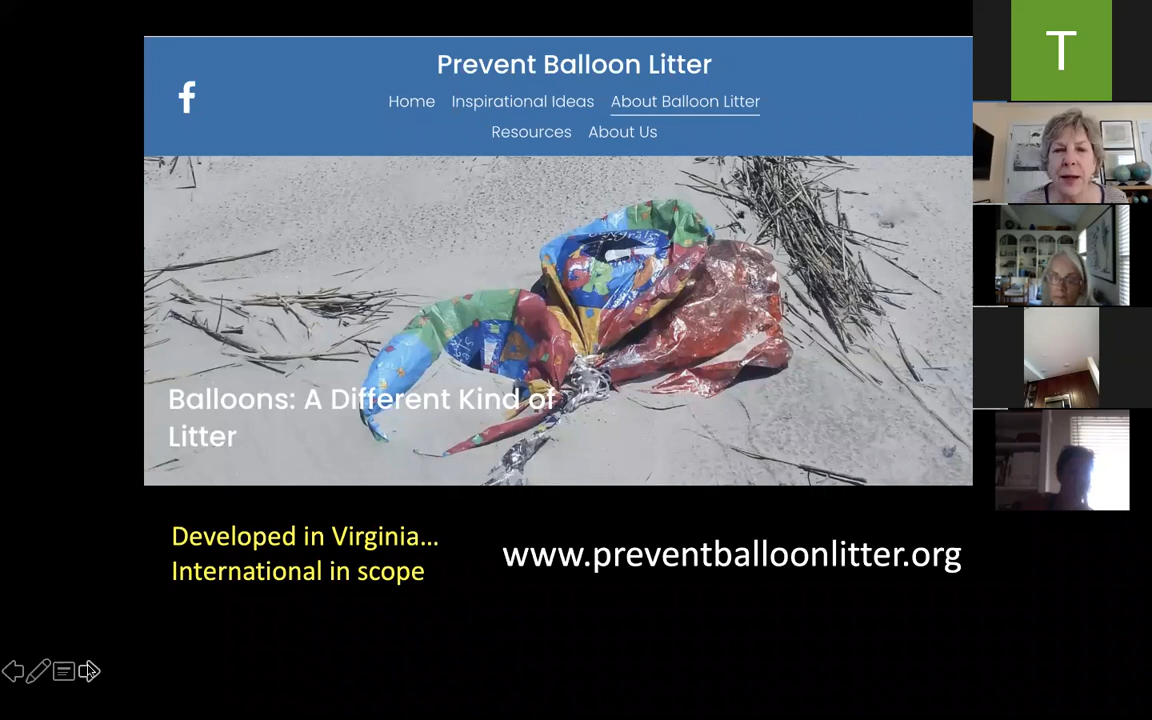 Prevent Balloon Litter
Home Inspirational Ideas About Balloon Litter
Resources About Us
Balloons: A Different Kind of
Litter
Developed in Virginia...
International in scope
www.preventballoonlitter.org
T